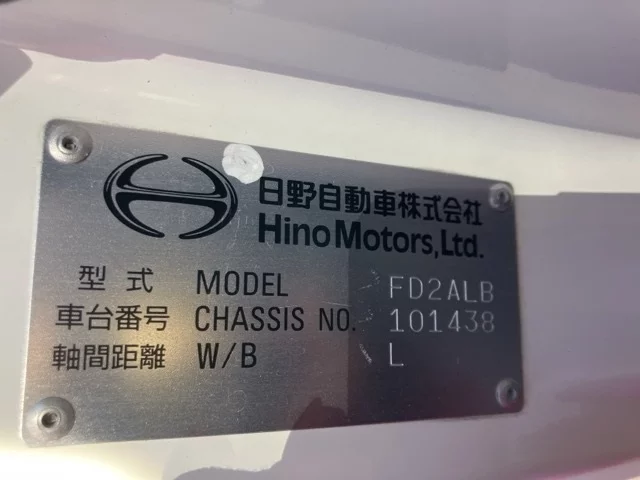 日野自動車株式会社
Hino Motors, Ltd.
型式 MODEL FD2ALB
車台番号 CHASSIS NO. 101438
軸間距離 W/B L